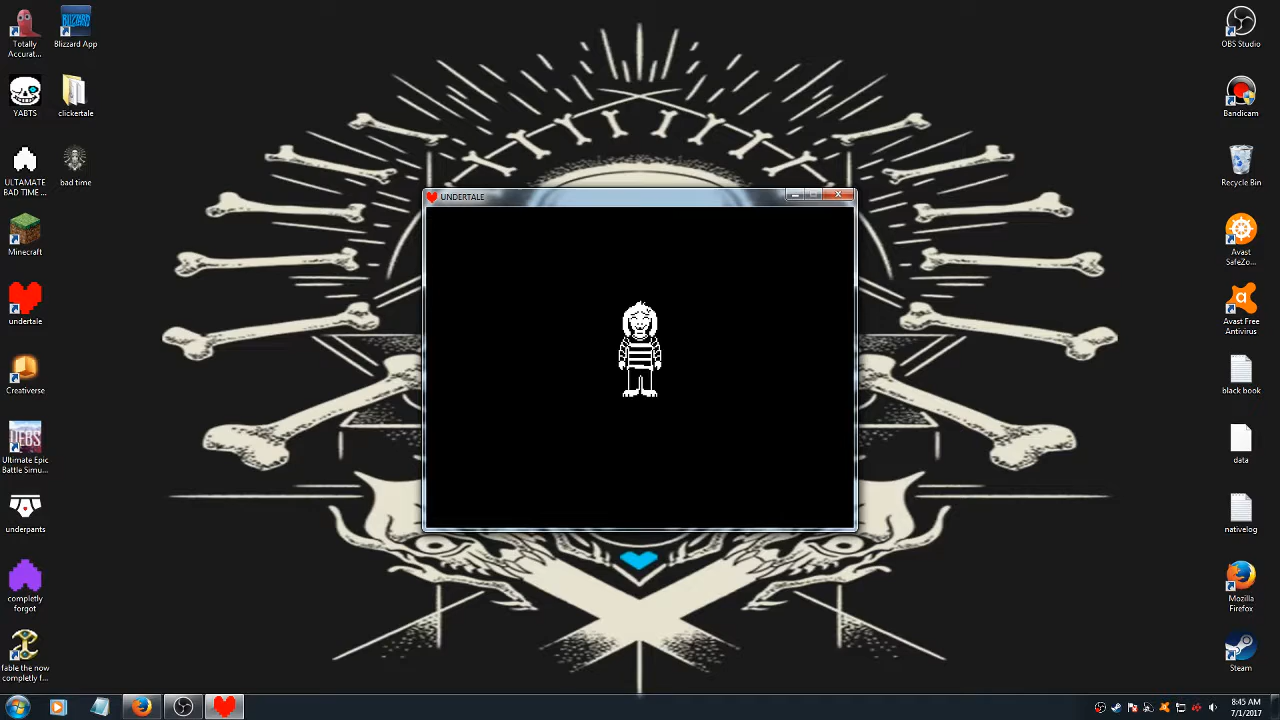 Totally
Accurat...
Blizzard App
YABTS
clickertale
ULTAMATE
BAD TIME ...
bad time
Minecraft
undertale
Creativerse
Ultimate Epic
Battle Simu...
underpants
completly
forgot
fable the now
completly f...
UNDERTALE
OBS Studio
Bandicam
Recycle Bin
Avast
SafeZo...
Avast Free
Antivirus
black book
data
nativelog
Mozilla
Firefox
Steam
8:45 AM
7/1/2017